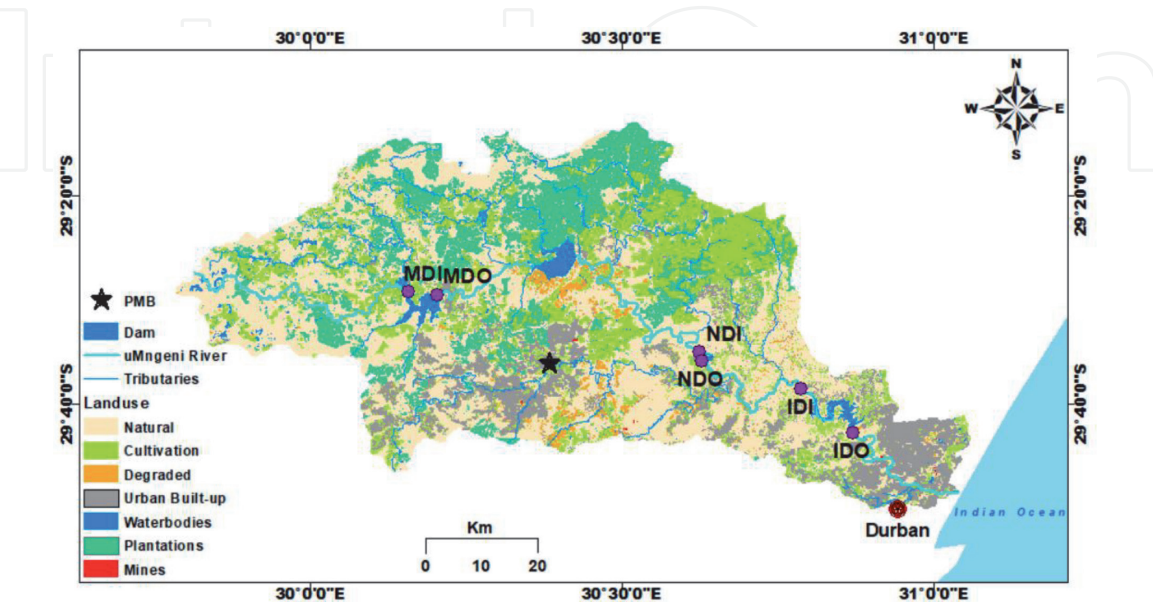 30°0'0"E 30°30'0"E 31°0'0"E
N
W E
S
29°20'0"S 29°20'0"S
MDI MDO
PMB
Dam
uMngeni River
Tributaries
NDI
NDO
29°40'0"S 29°40'0"S
IDI
IDO
Landuse
Natural
Cultivation
Degraded
Urban Built-up
Waterbodies
Plantations
Mines
Km
0 10 20
Indian Ocean
Durban
30°0'0"E 30°30'0"E 31°0'0"E